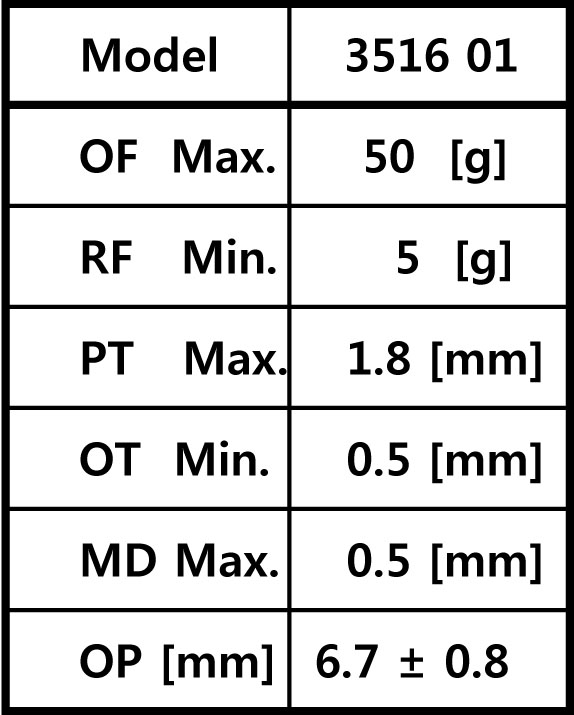 Model 3516 01
OF Max. 50 [g]
RF Min. 5 [g]
PT Max. 1.8 [mm]
OT Min. 0.5 [mm]
MD Max. 0.5 [mm]
OP [mm] 6.7 ± 0.8